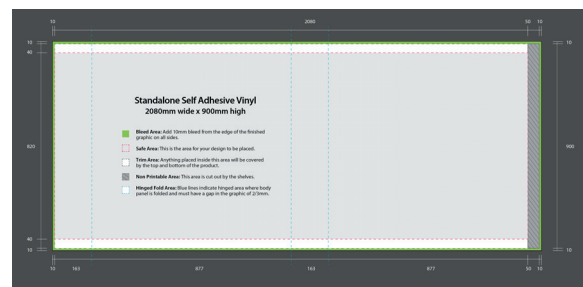 10 2080 50 10
10 10
40
Standalone Self Adhesive Vinyl
2080mm wide x 900mm high
Bleed Area: Add 10mm bleed from the edge of the finished
graphic on all sides.
820 900
Safe Area: This is the area for your design to be placed.
Trim Area: Anything placed inside this area will be covered
by the top and bottom of the product.
Non Printable Area: This area is cut out by the shelves.
Hinged Fold Area: Blue lines indicate hinged area where body
panel is folded and must have a gap in the graphic of 2/3mm.
40
10 10
10 163 877 163 877 50 10